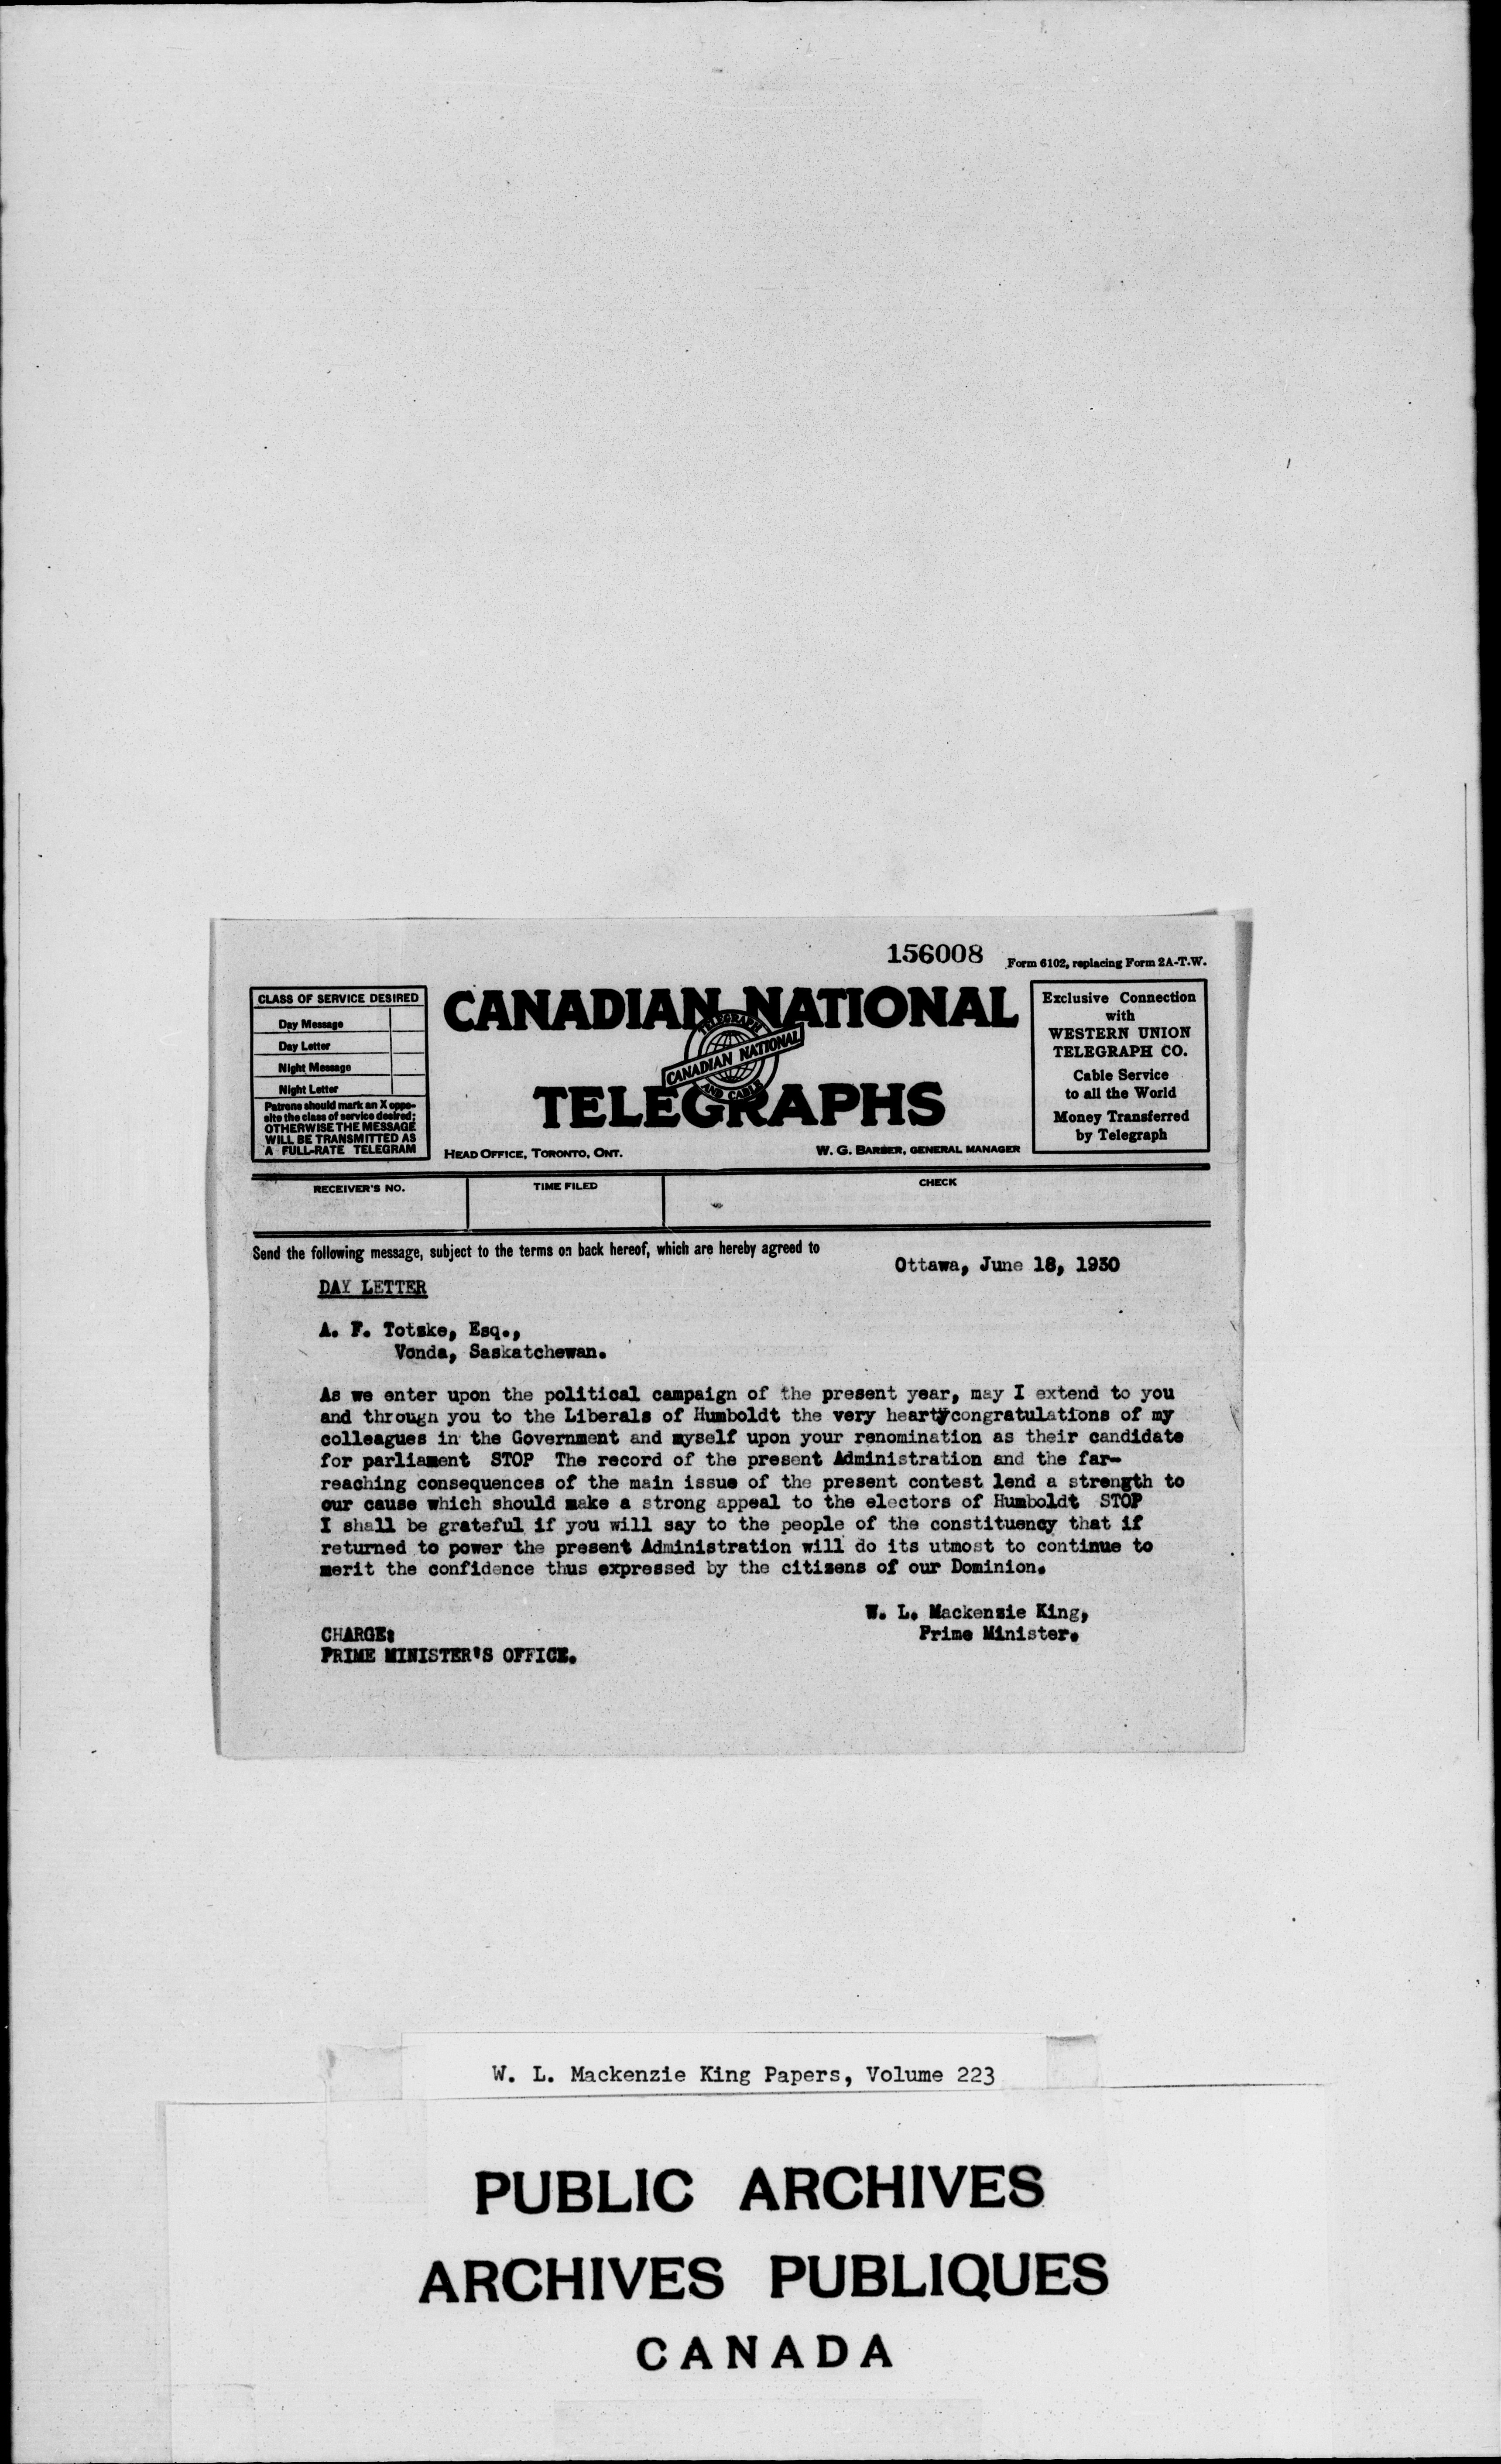 156008 Form 6102, replacing Form 2A-T.W.
CLASS OF SERVICE DESIRED
Day Message
Day Letter
Night Message
Night Letter
Patrons should mark an X oppo-
site the class of service desired;
OTHERWISE THE MESSAGE
WILL BE TRANSMITTED AS
A FULL-RATE TELEGRAM
CANADIAN NATIONAL
TELEGRAPH
CANADIAN NATIONAL
AND CABLE
TELEGRAPHS
HEAD OFFICE, TORONTO, ONT.
W. G. BARBER, GENERAL MANAGER
Exclusive Connection
with
WESTERN UNION
TELEGRAPH CO.
Cable Service
to all the World
Money Transferred
by Telegraph
RECEIVER'S NO. TIME FILED CHECK
Send the following message, subject to the terms on back hereof, which are hereby agreed to
Ottawa, June 18, 1930
DAY LETTER
A. F. Totzke, Esq.,
Vonda, Saskatchewan.
As we enter upon the political campaign of the present year, may I extend to you
and through you to the Liberals of Humboldt the very hearty congratulations of my
colleagues in the Government and myself upon your renomination as their candidate
for parliament STOP The record of the present Administration and the far-
reaching consequences of the main issue of the present contest lend a strength to
our cause which should make a strong appeal to the electors of Humboldt STOP
I shall be grateful if you will say to the people of the constituency that if
returned to power the present Administration will do its utmost to continue to
merit the confidence thus expressed by the citizens of our Dominion.
W. L. Mackenzie King,
Prime Minister.
CHARGE:
PRIME MINISTER'S OFFICE.
W. L. Mackenzie King Papers, Volume 223
PUBLIC ARCHIVES
ARCHIVES PUBLIQUES
CANADA